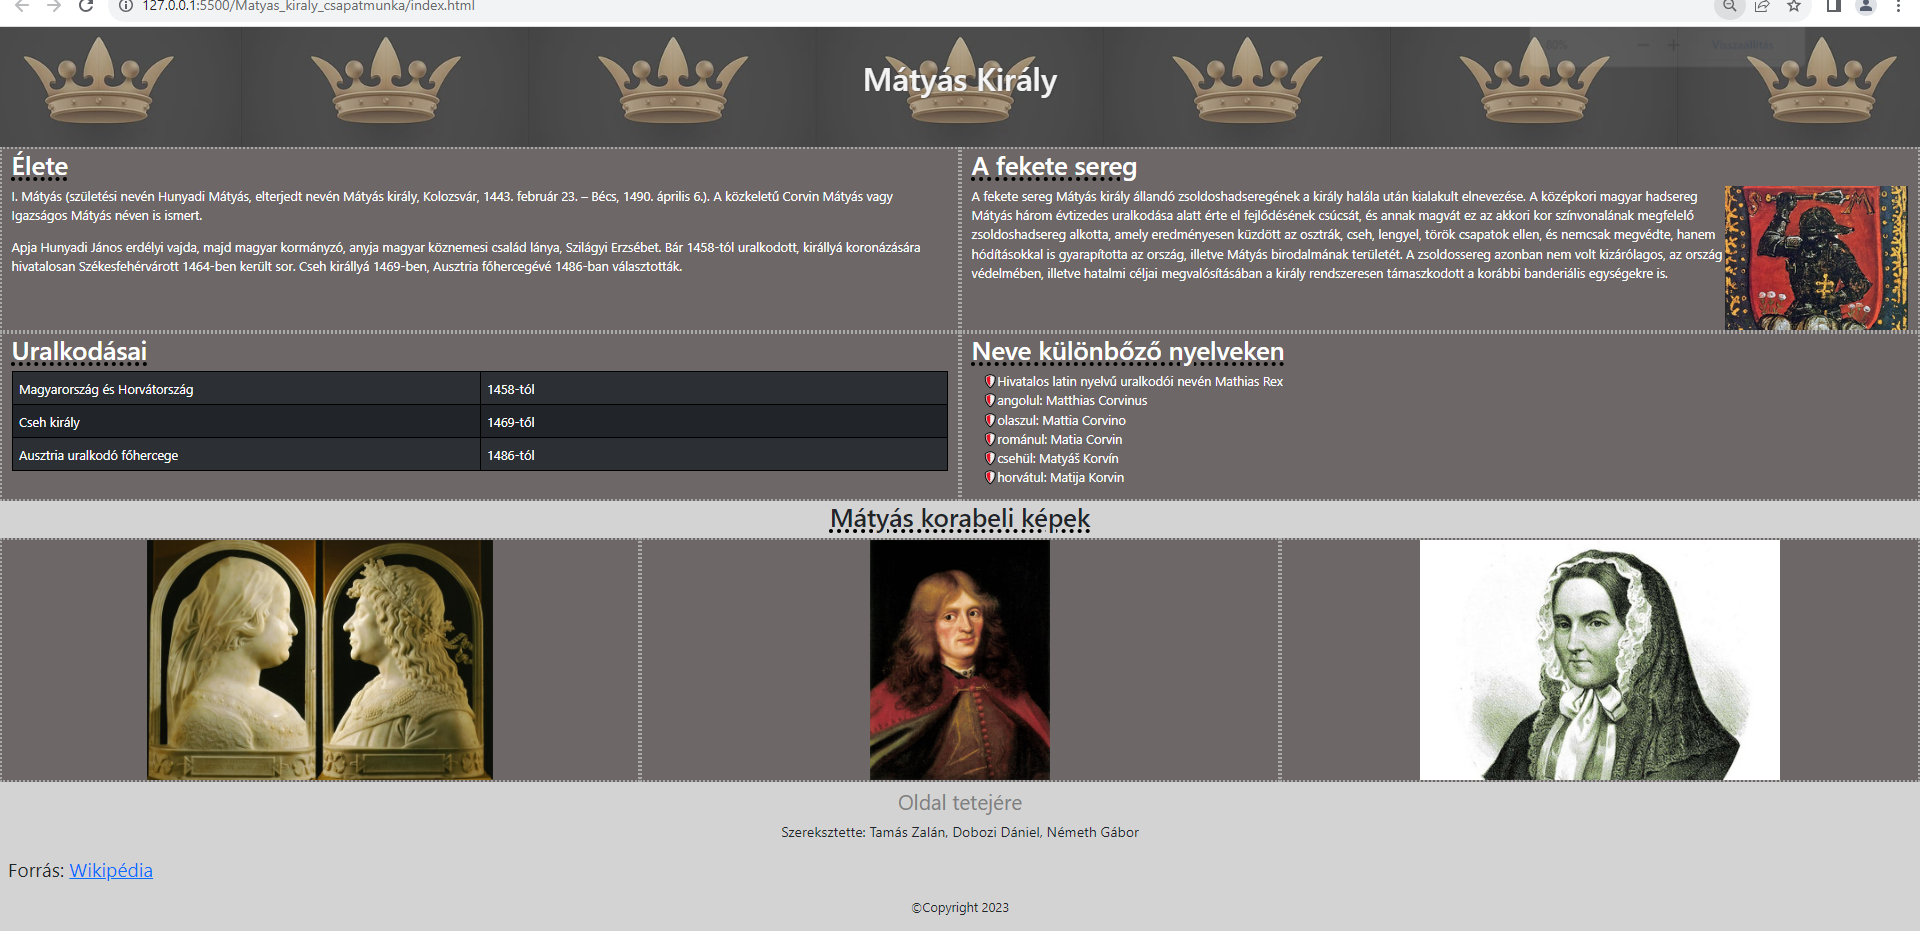 127.0.0.1:5500/Matyas_kiraly_csapatmunka/index.html
80%
Visszaállítás
Mátyás Király
Élete
I. Mátyás (születési nevén Hunyadi Mátyás, elterjedt nevén Mátyás király, Kolozsvár, 1443. február 23. – Bécs, 1490. április 6.). A közkeletű Corvin Mátyás vagy
Igazságos Mátyás néven is ismert.
Apja Hunyadi János erdélyi vajda, majd magyar kormányzó, anyja magyar köznemesi család lánya, Szilágyi Erzsébet. Bár 1458-tól uralkodott, királlyá koronázására
hivatalosan Székesfehérvárott 1464-ben került sor. Cseh királlyá 1469-ben, Ausztria főhercegévé 1486-ban választották.
A fekete sereg
A fekete sereg Mátyás király állandó zsoldoshadseregének a király halála után kialakult elnevezése. A középkori magyar hadsereg
Mátyás három évtizedes uralkodása alatt érte el fejlődésének csúcsát, és annak magvát ez az akkori kor színvonalának megfelelő
zsoldoshadsereg alkotta, amely eredményesen küzdött az osztrák, cseh, lengyel, török csapatok ellen, és nemcsak megvédte, hanem
hódításokkal is gyarapította az ország, illetve Mátyás birodalmának területét. A zsoldossereg azonban nem volt kizárólagos, az ország
védelmében, illetve hatalmi céljai megvalósításában a király rendszeresen támaszkodott a korábbi banderiális egységekre is.
Uralkodásai
Magyarország és Horvátország 1458-tól
Cseh király 1469-től
Ausztria uralkodó főhercege 1486-tól
Neve különböző nyelveken
Hivatalos latin nyelvű uralkodói nevén Mathias Rex
angolul: Matthias Corvinus
olaszul: Mattia Corvino
románul: Matia Corvin
csehül: Matyáš Korvín
horvátul: Matija Korvin
Mátyás korabeli képek
Oldal tetejére
Szereksztette: Tamás Zalán, Dobozi Dániel, Németh Gábor
Forrás: Wikipédia
©Copyright 2023